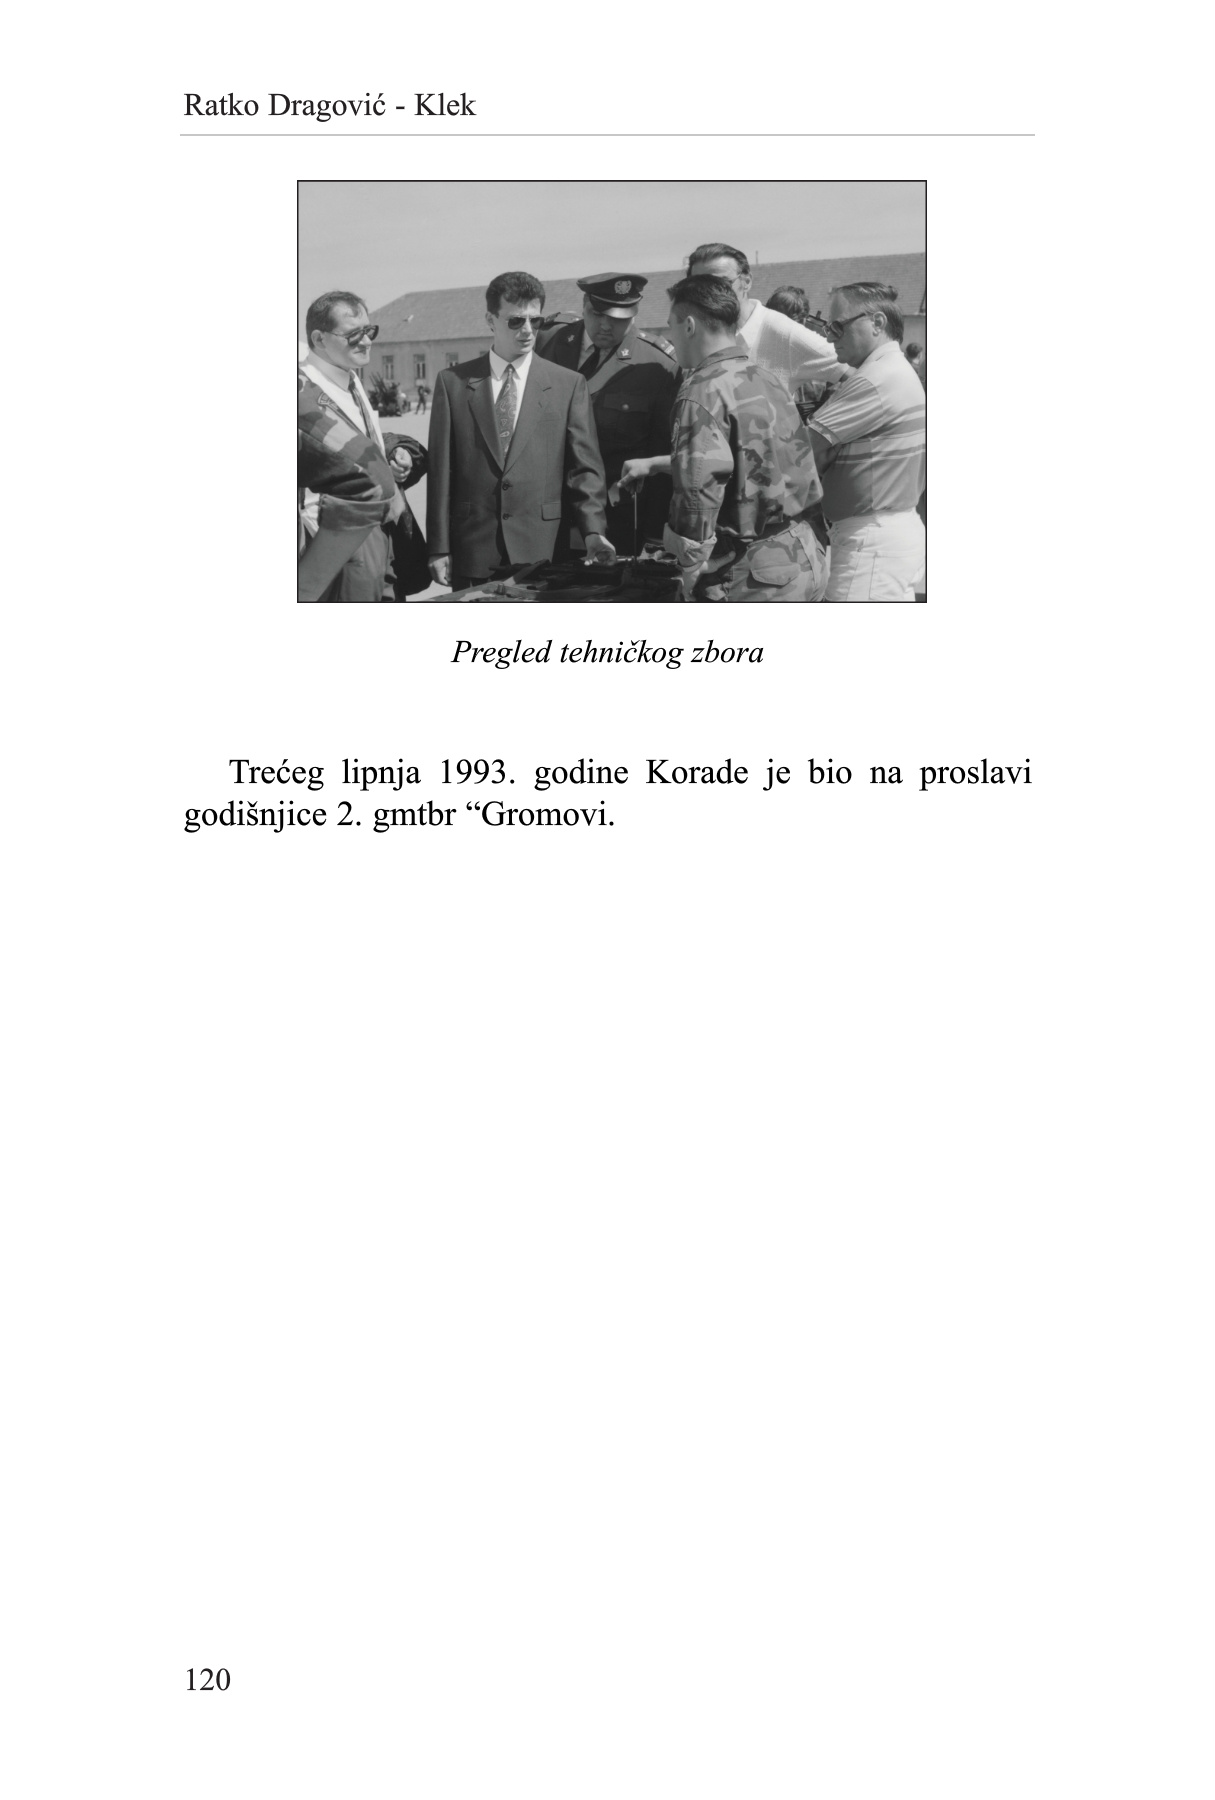 Ratko Dragović - Klek
Pregled tehničkog zbora
Trećeg lipnja 1993. godine Korade je bio na proslavi
godišnjice 2. gmtbr “Gromovi.
120